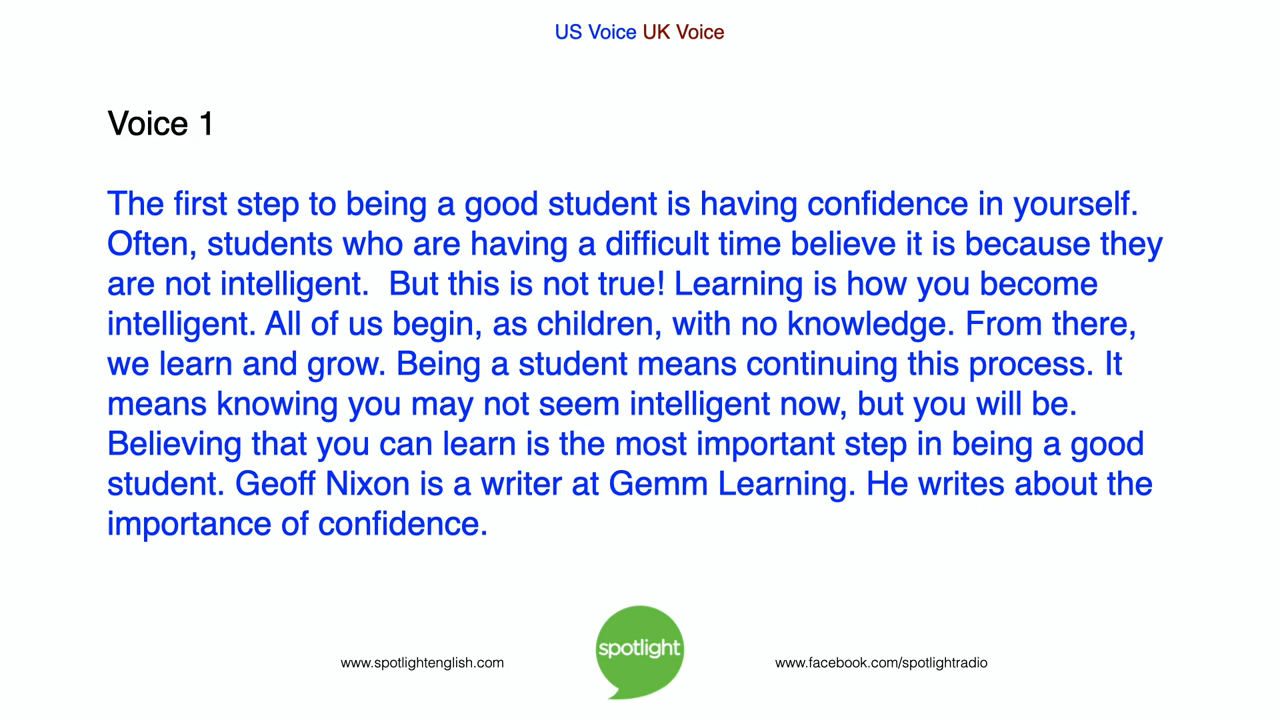 US Voice UK Voice
Voice 1
The first step to being a good student is having confidence in yourself.
Often, students who are having a difficult time believe it is because they
are not intelligent.  But this is not true! Learning is how you become
intelligent. All of us begin, as children, with no knowledge. From there,
we learn and grow. Being a student means continuing this process. It
means knowing you may not seem intelligent now, but you will be.
Believing that you can learn is the most important step in being a good
student. Geoff Nixon is a writer at Gemm Learning. He writes about the
importance of confidence.
www.spotlightenglish.com
spotlight
www.facebook.com/spotlightradio